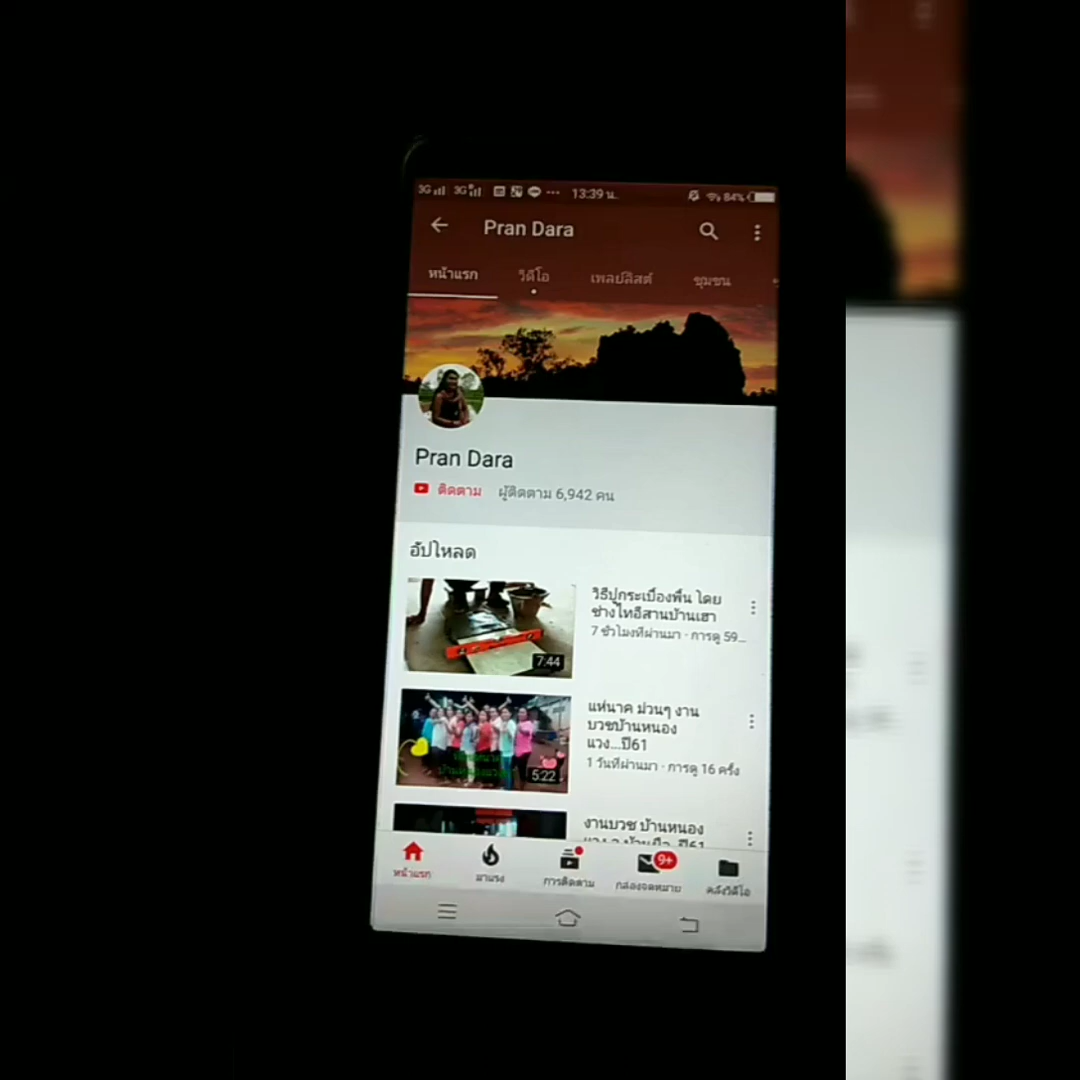 3G 3G 13:39 น. 84%
Pran Dara
หน้าแรก วิดีโอ เพลย์ลิสต์ ชุมชน
Pran Dara
ติดตาม ผู้ติดตาม 6,942 คน
อัปโหลด
วิธีปูกระเบื้องพื้น โดย
ช่างไทอีสานบ้านเฮา
7 ชั่วโมงที่ผ่านมา · การดู 59...
7:44
แห่นาค ม่วนๆ งาน
บวชบ้านหนอง
แวง...ปี61
1 วันที่ผ่านมา · การดู 16 ครั้ง
5:22
งานบวช บ้านหนอง
9+
หน้าแรก มาแรง การติดตาม กล่องจดหมาย คลังวิดีโอ